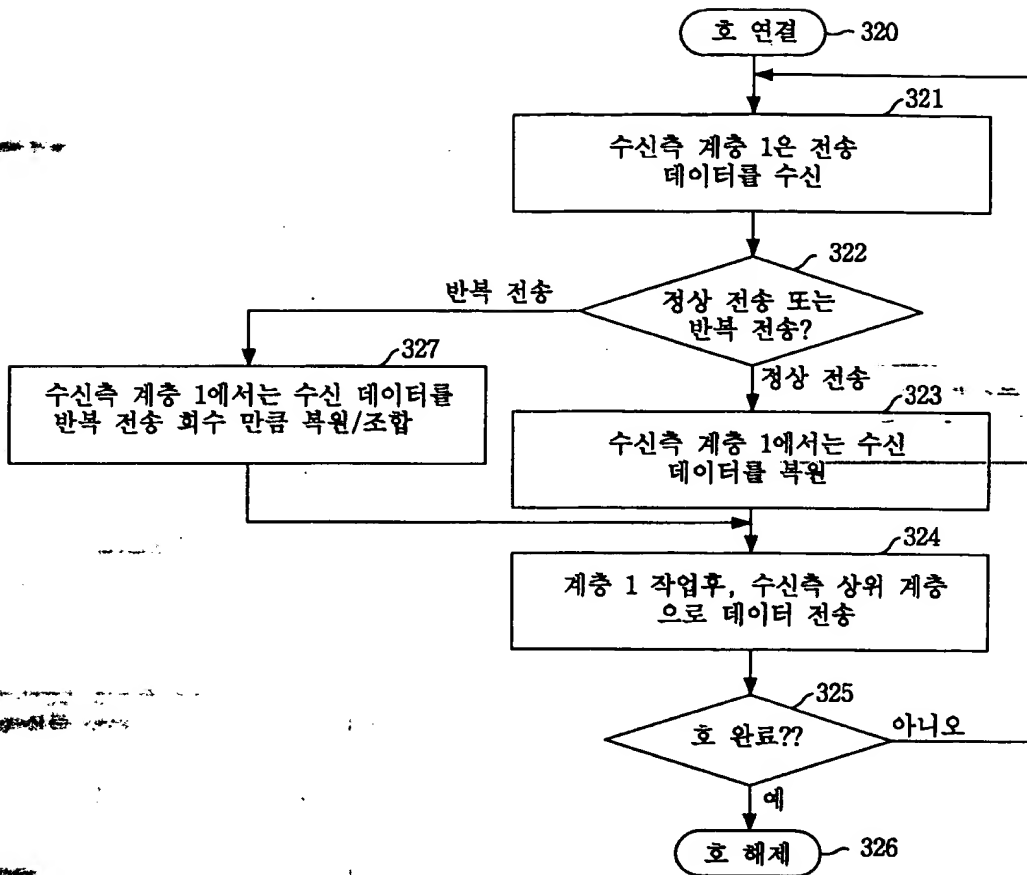 호 연결
320
321
수신측 계층 1은 전송
데이터를 수신
322
정상 전송 또는
반복 전송?
반복 전송
정상 전송
327
수신측 계층 1에서는 수신 데이터를
반복 전송 회수 만큼 복원/조합
323
수신측 계층 1에서는 수신
데이터를 복원
324
계층 1 작업후, 수신측 상위 계층
으로 데이터 전송
325
호 완료??
아니오
예
호 해제
326